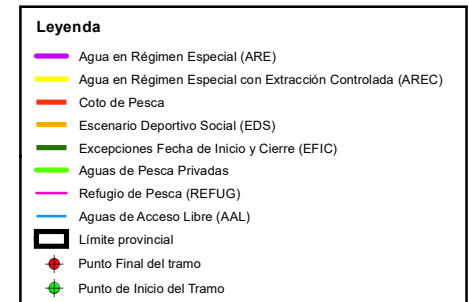 Leyenda
Agua en Régimen Especial (ARE)
Agua en Régimen Especial con Extracción Controlada (AREC)
Coto de Pesca
Escenario Deportivo Social (EDS)
Excepciones Fecha de Inicio y Cierre (EFIC)
Aguas de Pesca Privadas
Refugio de Pesca (REFUG)
Aguas de Acceso Libre (AAL)
Límite provincial
Punto Final del tramo
Punto de Inicio del Tramo